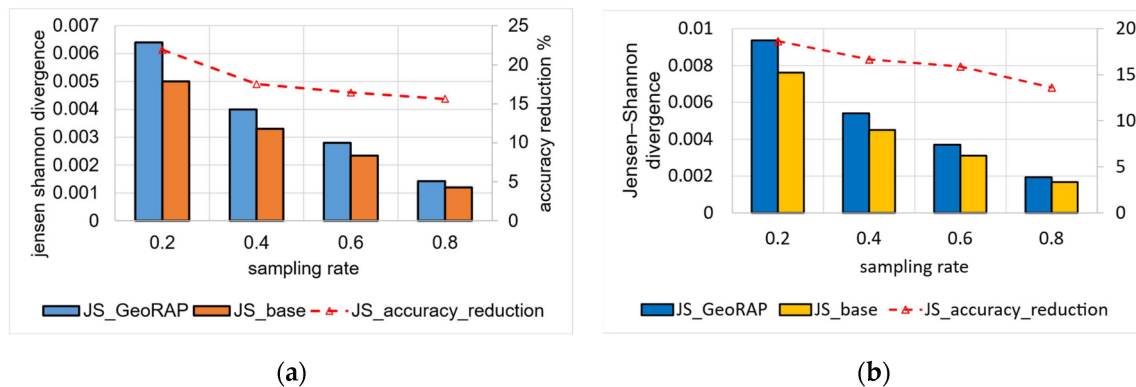 jensen shannon divergence
0.007
0.006
0.005
0.004
0.003
0.002
0.001
0
25
20
15
10
5
0
accuracy reduction %
0.2 0.4 0.6 0.8
sampling rate
JS_GeoRAP JS_base JS_accuracy_reduction
(a)
Jensen–Shannon
divergence
0.01
0.008
0.006
0.004
0.002
0
20
15
10
5
0
0.2 0.4 0.6 0.8
sampling rate
JS_GeoRAP JS_base JS_accuracy_reduction
(b)